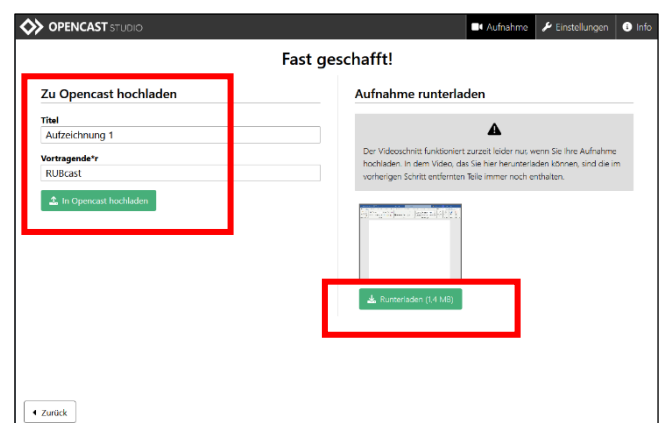 OPENCAST STUDIO
Aufnahme
Einstellungen
Info
Fast geschafft!
Zu Opencast hochladen
Titel
Aufzeichnung 1
Vortragende*r
RUBcast
In Opencast hochladen
Aufnahme runterladen
Der Videoschnitt funktioniert zurzeit leider nur, wenn Sie Ihre Aufnahme
hochladen. In dem Video, das Sie hier herunterladen können, sind die im
vorherigen Schritt entfernten Teile immer noch enthalten.
Runterladen (1,4 MB)
Zurück